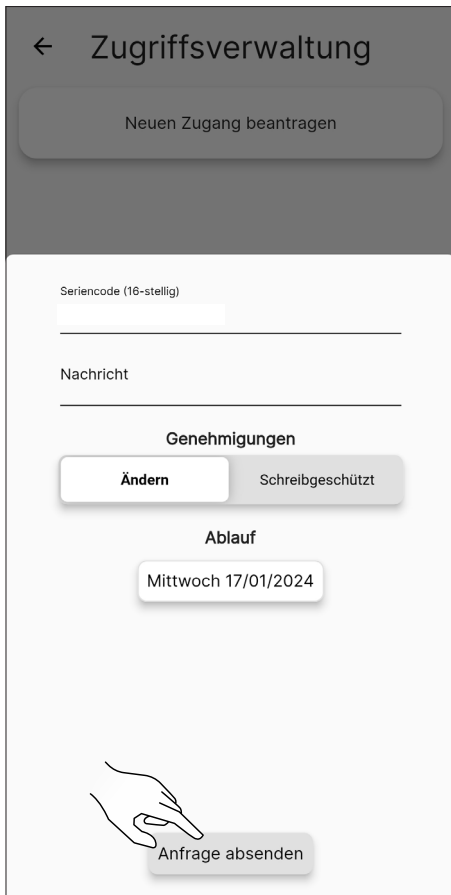 Zugriffsverwaltung
Neuen Zugang beantragen
Seriencode (16-stellig)
Nachricht
Genehmigungen
Ändern Schreibgeschützt
Ablauf
Mittwoch 17/01/2024
Anfrage absenden